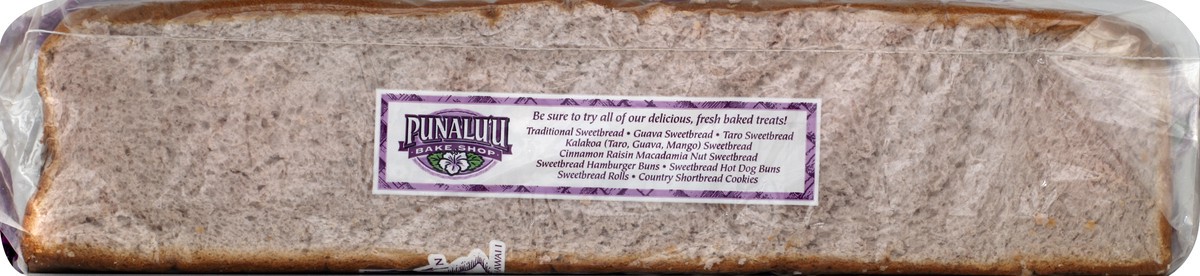 PUNALU'U
BAKE SHOP
Be sure to try all of our delicious, fresh baked treats!
Traditional Sweetbread • Guava Sweetbread • Taro Sweetbread
Kalakoa (Taro, Guava, Mango) Sweetbread
Cinnamon Raisin Macadamia Nut Sweetbread
Sweetbread Hamburger Buns • Sweetbread Hot Dog Buns
Sweetbread Rolls • Country Shortbread Cookies